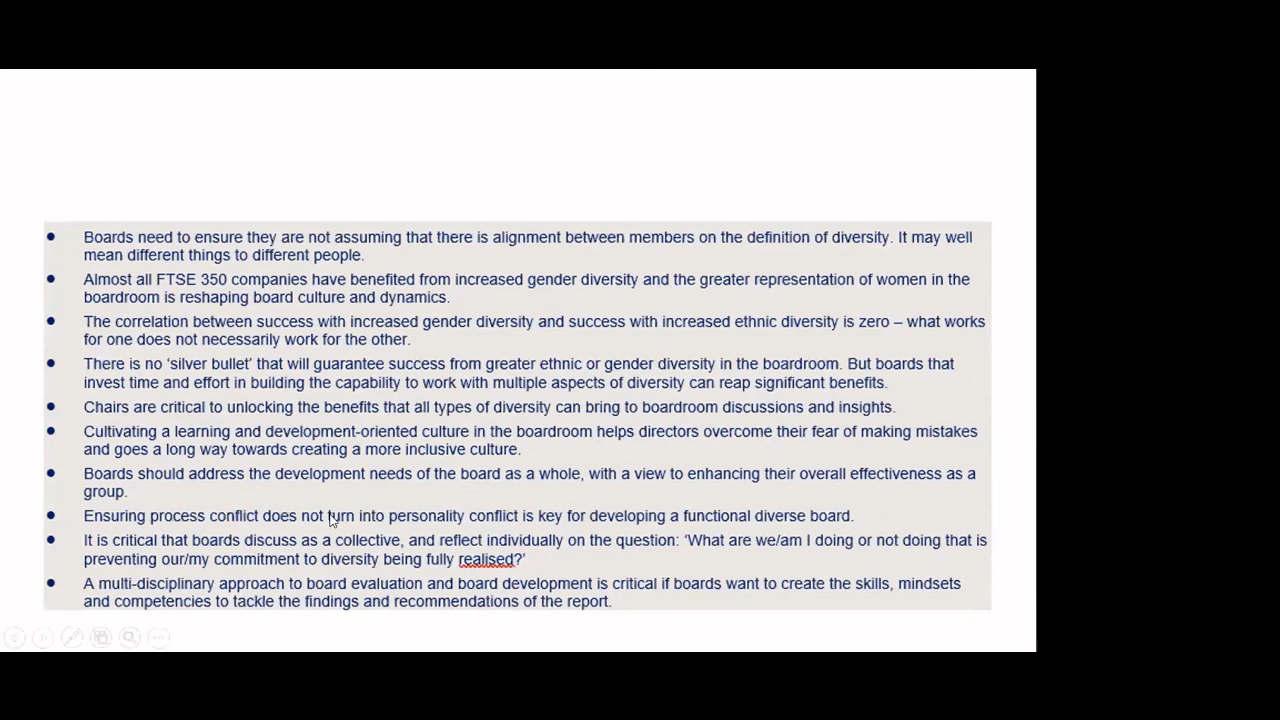 • Boards need to ensure they are not assuming that there is alignment between members on the definition of diversity. It may well
mean different things to different people.
• Almost all FTSE 350 companies have benefited from increased gender diversity and the greater representation of women in the
boardroom is reshaping board culture and dynamics.
• The correlation between success with increased gender diversity and success with increased ethnic diversity is zero – what works
for one does not necessarily work for the other.
• There is no ‘silver bullet’ that will guarantee success from greater ethnic or gender diversity in the boardroom. But boards that
invest time and effort in building the capability to work with multiple aspects of diversity can reap significant benefits.
• Chairs are critical to unlocking the benefits that all types of diversity can bring to boardroom discussions and insights.
• Cultivating a learning and development-oriented culture in the boardroom helps directors overcome their fear of making mistakes
and goes a long way towards creating a more inclusive culture.
• Boards should address the development needs of the board as a whole, with a view to enhancing their overall effectiveness as a
group.
• Ensuring process conflict does not turn into personality conflict is key for developing a functional diverse board.
• It is critical that boards discuss as a collective, and reflect individually on the question: ‘What are we/am I doing or not doing that is
preventing our/my commitment to diversity being fully realised?’
• A multi-disciplinary approach to board evaluation and board development is critical if boards want to create the skills, mindsets
and competencies to tackle the findings and recommendations of the report.